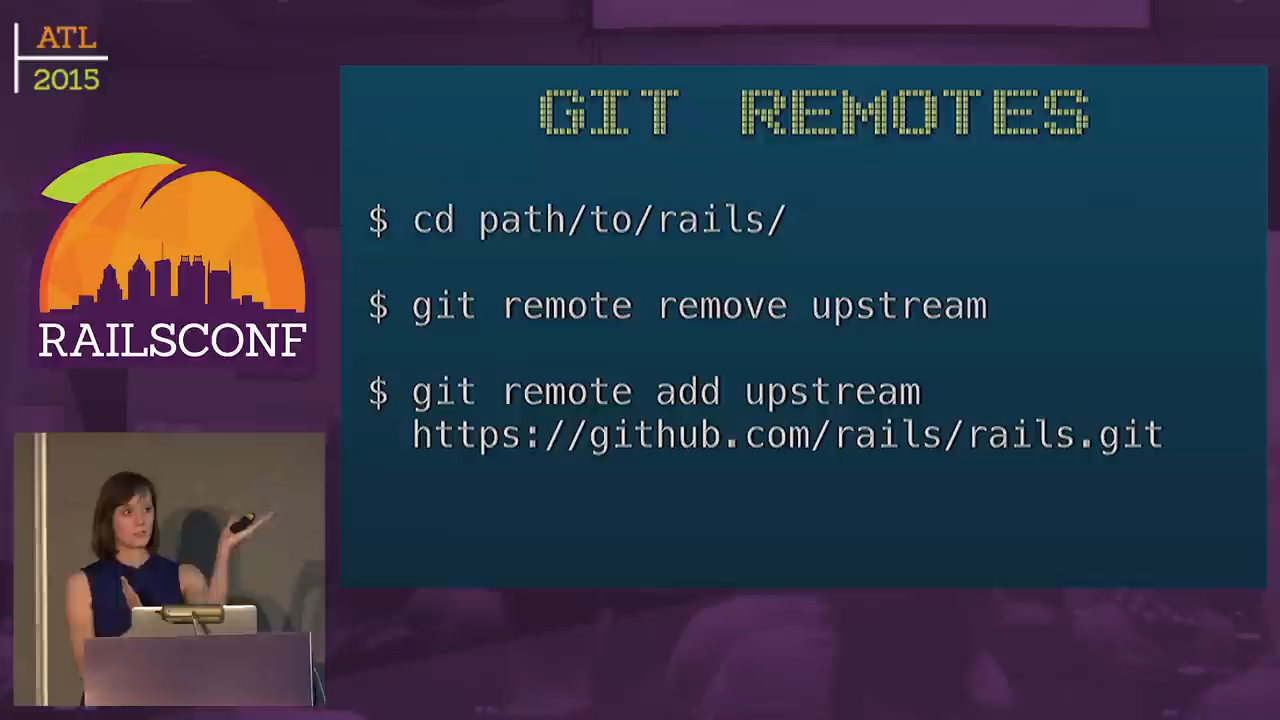 ATL
2015
RAILSCONF
GIT REMOTES
$ cd path/to/rails/
$ git remote remove upstream
$ git remote add upstream
https://github.com/rails/rails.git